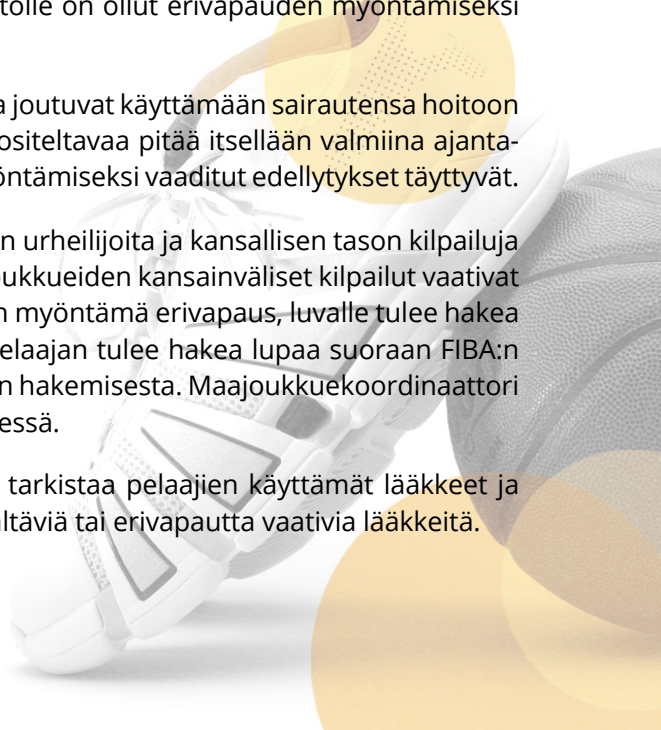 tölle on ollut erivapauden myöntämiseksi
joutuvat käyttämään sairautensa hoitoon
ositeltavaa pitää itsellään valmiina ajanta-
öntämiseksi vaaditut edellytykset täyttyvät.
n urheilijoita ja kansallisen tason kilpailuja
ukkueiden kansainväliset kilpailut vaativat
n myöntämä erivapaus, luvalle tulee hakea
elaajan tulee hakea lupaa suoraan FIBA:n
n hakemisesta. Maajoukkuekoordinaattori
essä.
tarkistaa pelaajien käyttämät lääkkeet ja
ltäviä tai erivapautta vaativia lääkkeitä.